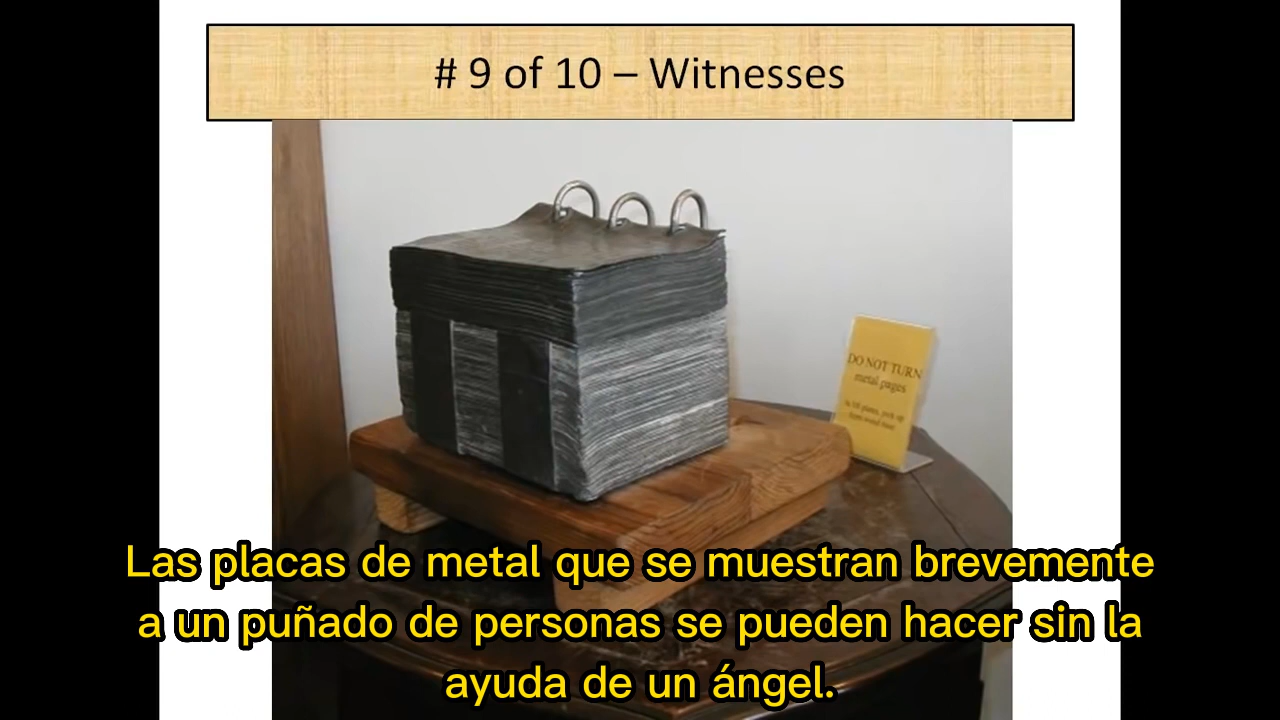 # 9 of 10 – Witnesses
DO NOT TURN
metal pages
Las placas de metal que se muestran brevemente
a un puñado de personas se pueden hacer sin la
ayuda de un ángel.